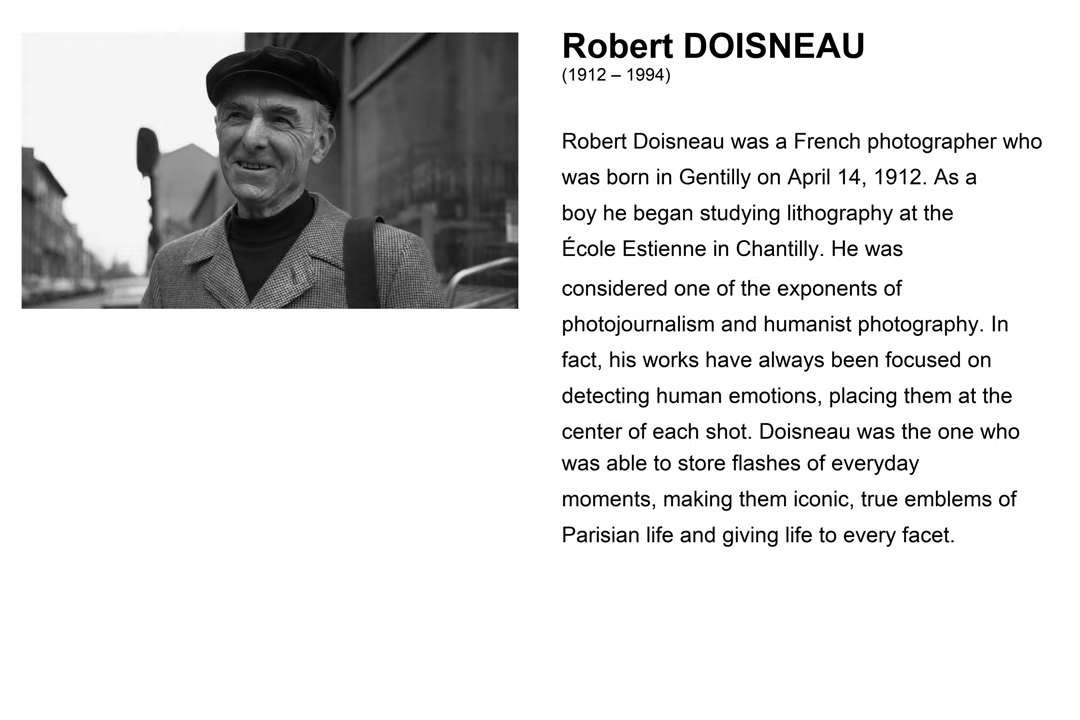 Robert DOISNEAU
(1912 – 1994)
Robert Doisneau was a French photographer who
was born in Gentilly on April 14, 1912. As a
boy he began studying lithography at the
École Estienne in Chantilly. He was
considered one of the exponents of
photojournalism and humanist photography. In
fact, his works have always been focused on
detecting human emotions, placing them at the
center of each shot. Doisneau was the one who
was able to store flashes of everyday
moments, making them iconic, true emblems of
Parisian life and giving life to every facet.